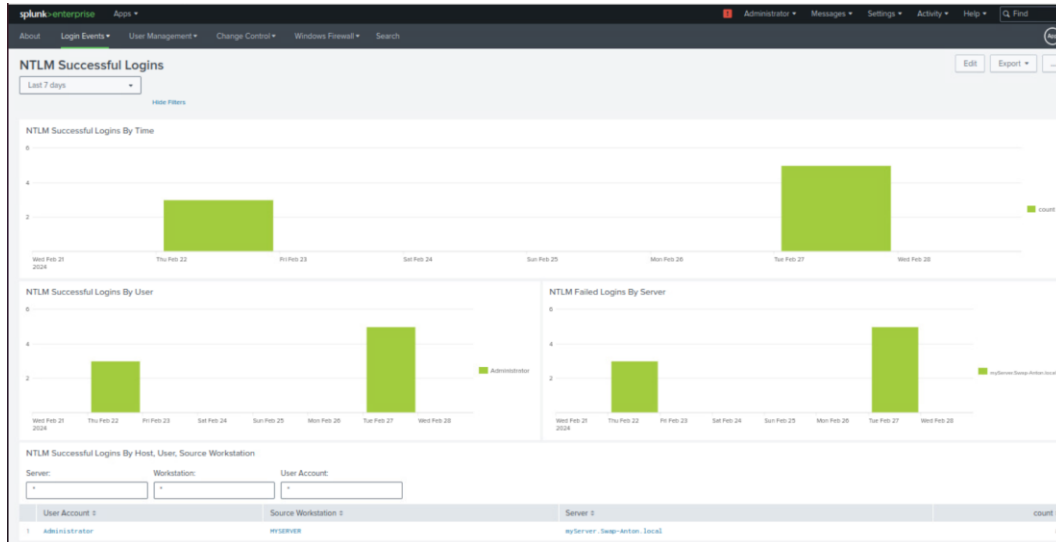 splunk>enterprise Apps ▾ Administrator ▾ Messages ▾ Settings ▾ Activity ▾ Help ▾ Find
About Login Events ▾ User Management ▾ Change Control ▾ Windows Firewall ▾ Search
NTLM Successful Logins Edit Export ▾ ...
Last 7 days
Hide Filters
NTLM Successful Logins By Time
6
4
2
count
Wed Feb 21 Thu Feb 22 Fri Feb 23 Sat Feb 24 Sun Feb 25 Mon Feb 26 Tue Feb 27 Wed Feb 28
2024
NTLM Successful Logins By User
6
4
2
Administrator
Wed Feb 21 Thu Feb 22 Fri Feb 23 Sat Feb 24 Sun Feb 25 Mon Feb 26 Tue Feb 27 Wed Feb 28
2024
NTLM Failed Logins By Server
6
4
2
myServer.Swap-Anton.local
Wed Feb 21 Thu Feb 22 Fri Feb 23 Sat Feb 24 Sun Feb 25 Mon Feb 26 Tue Feb 27 Wed Feb 28
2024
NTLM Successful Logins By Host, User, Source Workstation
Server: Workstation: User Account:
* * *
User Account Source Workstation Server count
1 Administrator MYSERVER myServer.Swap-Anton.local